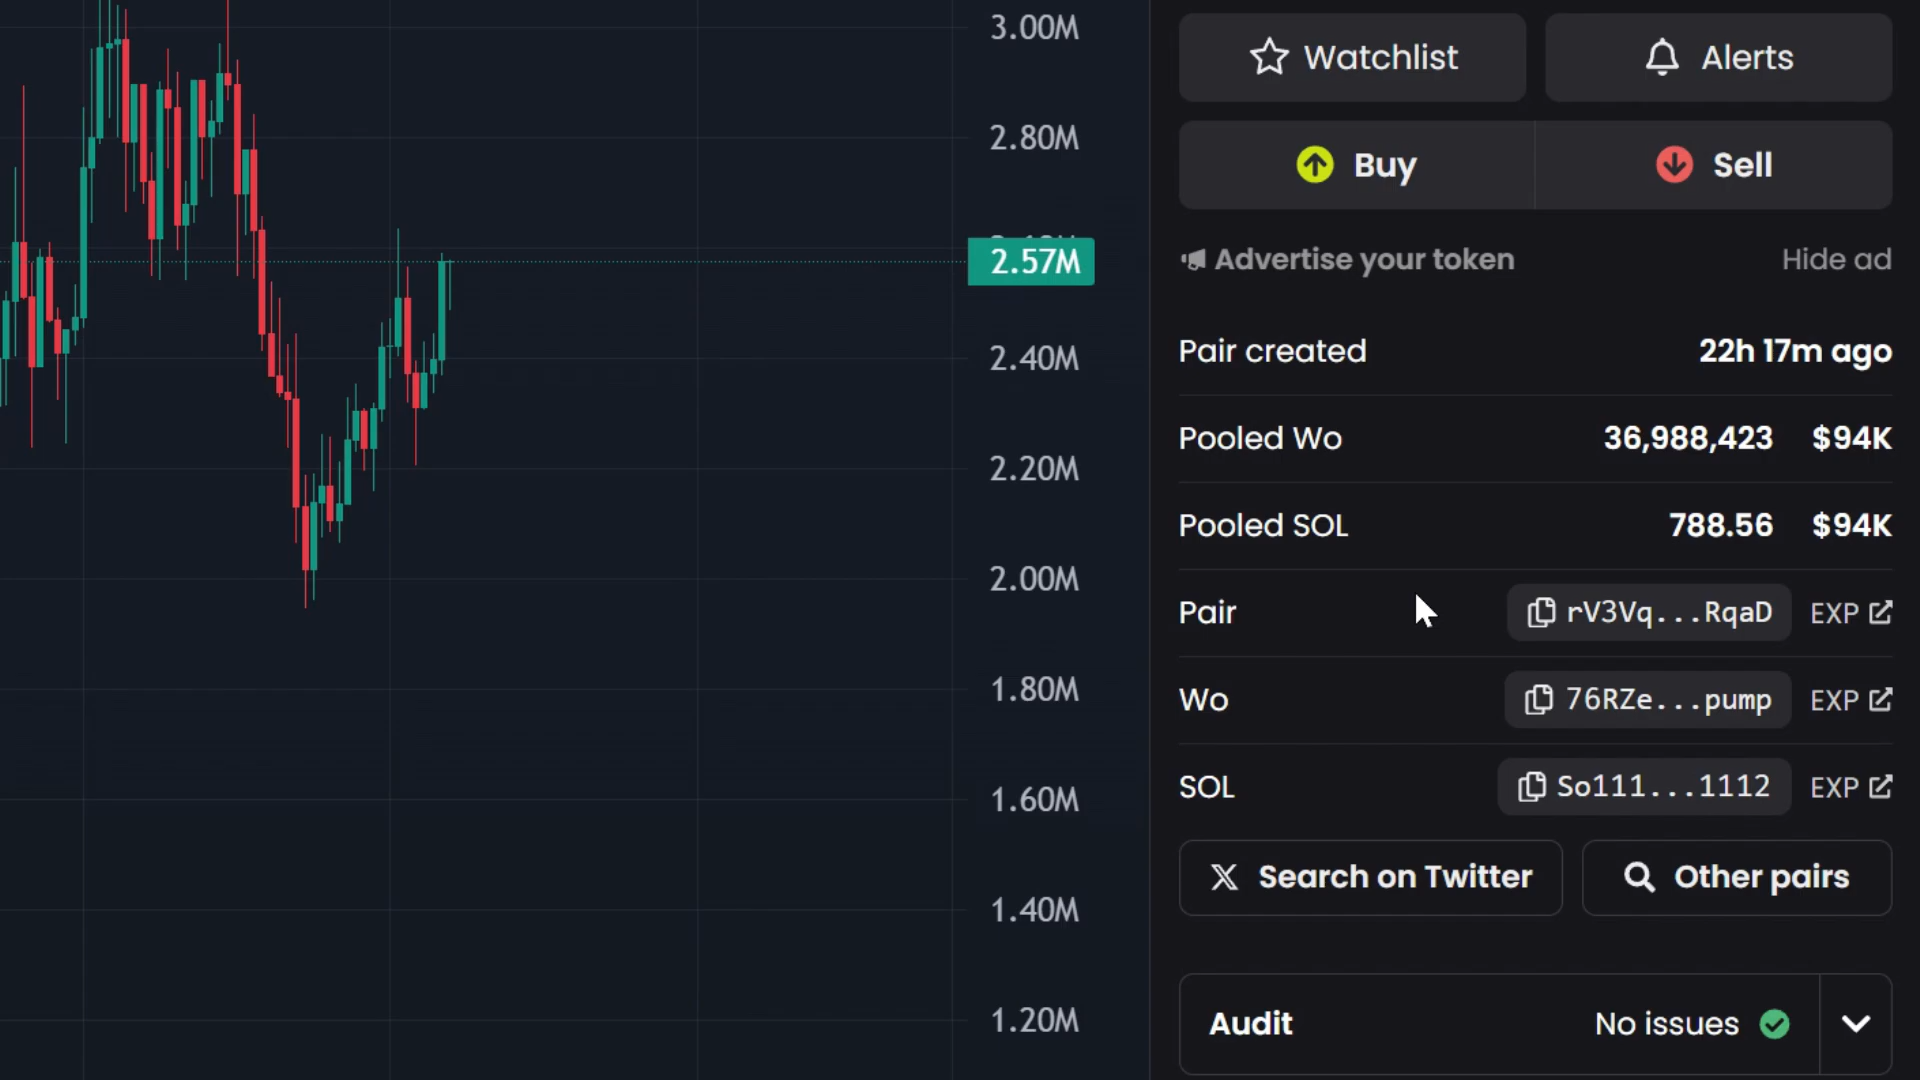 3.00M
2.80M
2.57M
2.40M
2.20M
2.00M
1.80M
1.60M
1.40M
1.20M
Watchlist
Alerts
Buy
Sell
Advertise your token
Hide ad
Pair created 22h 17m ago
Pooled Wo 36,988,423 $94K
Pooled SOL 788.56 $94K
Pair rV3Vq...RqaD EXP
Wo 76RZe...pump EXP
SOL So111...1112 EXP
Search on Twitter
Other pairs
Audit No issues